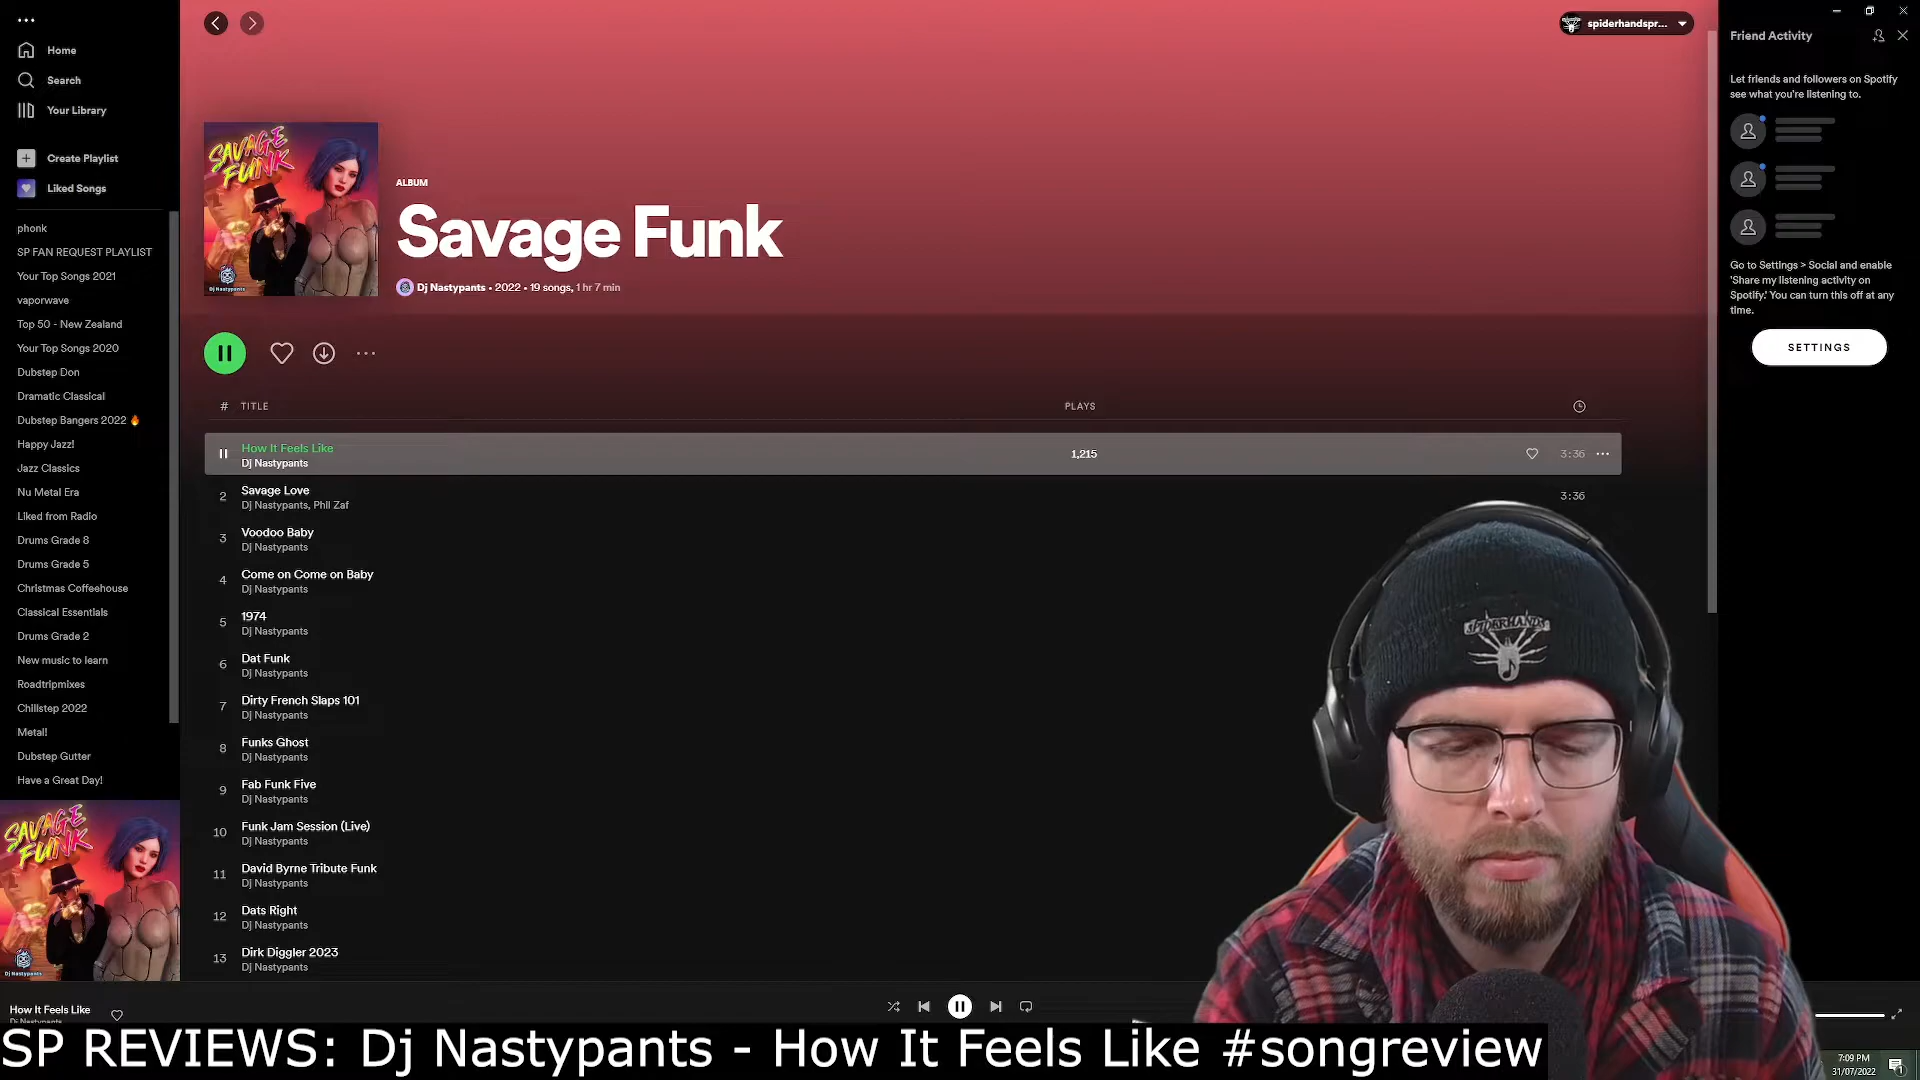 Home
Search
Your Library
Create Playlist
Liked Songs
phonk
SP FAN REQUEST PLAYLIST
Your Top Songs 2021
vaporwave
Top 50 - New Zealand
Your Top Songs 2020
Dubstep Don
Dramatic Classical
Dubstep Bangers 2022 🔥
Happy Jazz!
Jazz Classics
Nu Metal Era
Liked from Radio
Drums Grade 8
Drums Grade 5
Christmas Coffeehouse
Classical Essentials
Drums Grade 2
New music to learn
Roadtripmixes
Chillstep 2022
Metal!
Dubstep Gutter
Have a Great Day!
SAVAGE
FUNK
Dj Nastypants
How It Feels Like
Dj Nastypants
spiderhandspr...
SAVAGE
FUNK
Dj Nastypants
ALBUM
Savage Funk
Dj Nastypants • 2022 • 19 songs, 1 hr 7 min
# TITLE PLAYS
How It Feels Like
Dj Nastypants
1,215
3:36
2 Savage Love
Dj Nastypants, Phil Zaf
3:36
3 Voodoo Baby
Dj Nastypants
4 Come on Come on Baby
Dj Nastypants
5 1974
Dj Nastypants
6 Dat Funk
Dj Nastypants
7 Dirty French Slaps 101
Dj Nastypants
8 Funks Ghost
Dj Nastypants
9 Fab Funk Five
Dj Nastypants
10 Funk Jam Session (Live)
Dj Nastypants
11 David Byrne Tribute Funk
Dj Nastypants
12 Dats Right
Dj Nastypants
13 Dirk Diggler 2023
Dj Nastypants
Friend Activity
Let friends and followers on Spotify
see what you're listening to.
Go to Settings > Social and enable
'Share my listening activity on
Spotify.' You can turn this off at any
time.
SETTINGS
SPIDERHANDS
SP REVIEWS: Dj Nastypants - How It Feels Like #songreview
7:09 PM
31/07/2022